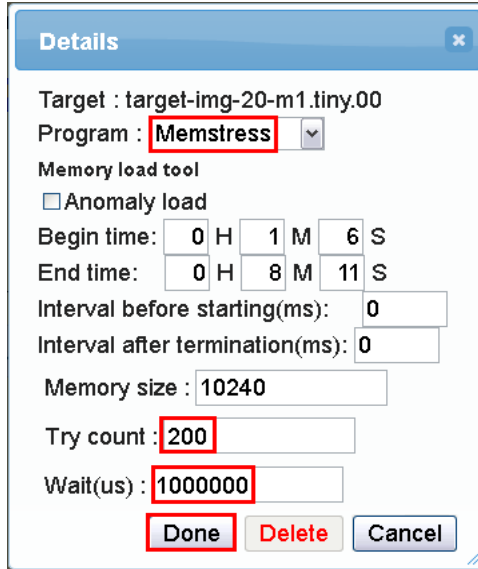 Details
Target : target-img-20-m1.tiny.00
Program : Memstress
Memory load tool
Anomaly load
Begin time: 0 H 1 M 6 S
End time: 0 H 8 M 11 S
Interval before starting(ms): 0
Interval after termination(ms): 0
Memory size : 10240
Try count : 200
Wait(us) : 1000000
Done Delete Cancel